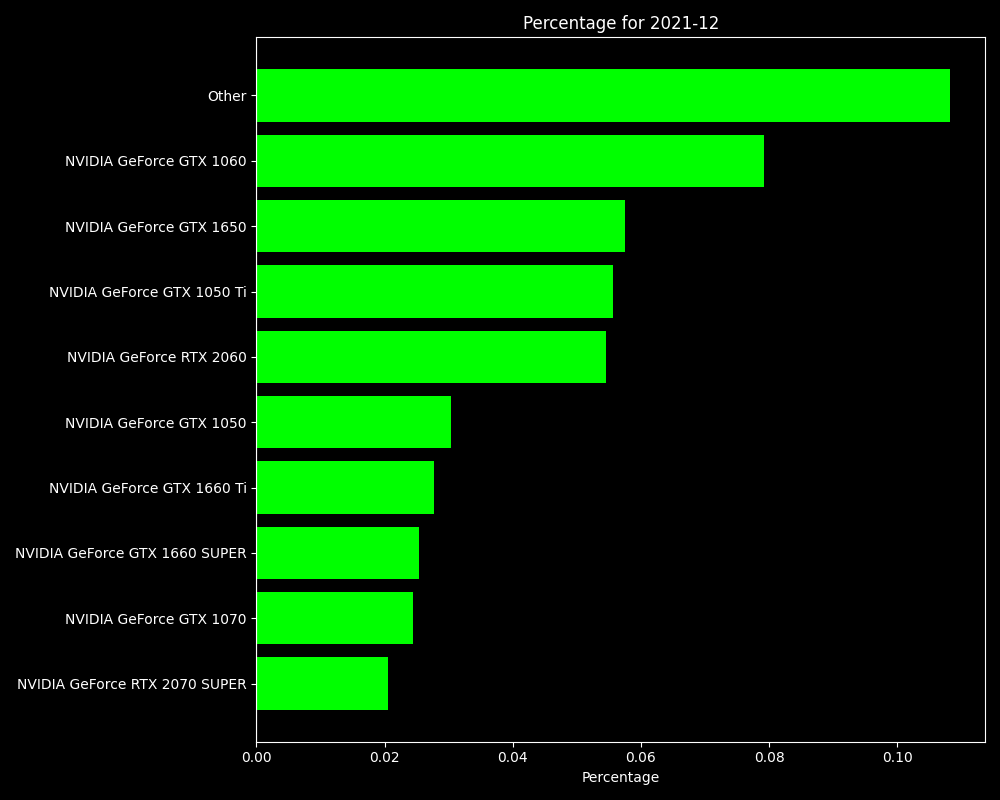 Percentage for 2021-12
Other
NVIDIA GeForce GTX 1060
NVIDIA GeForce GTX 1650
NVIDIA GeForce GTX 1050 Ti
NVIDIA GeForce RTX 2060
NVIDIA GeForce GTX 1050
NVIDIA GeForce GTX 1660 Ti
NVIDIA GeForce GTX 1660 SUPER
NVIDIA GeForce GTX 1070
NVIDIA GeForce RTX 2070 SUPER
0.00 0.02 0.04 0.06 0.08 0.10
Percentage